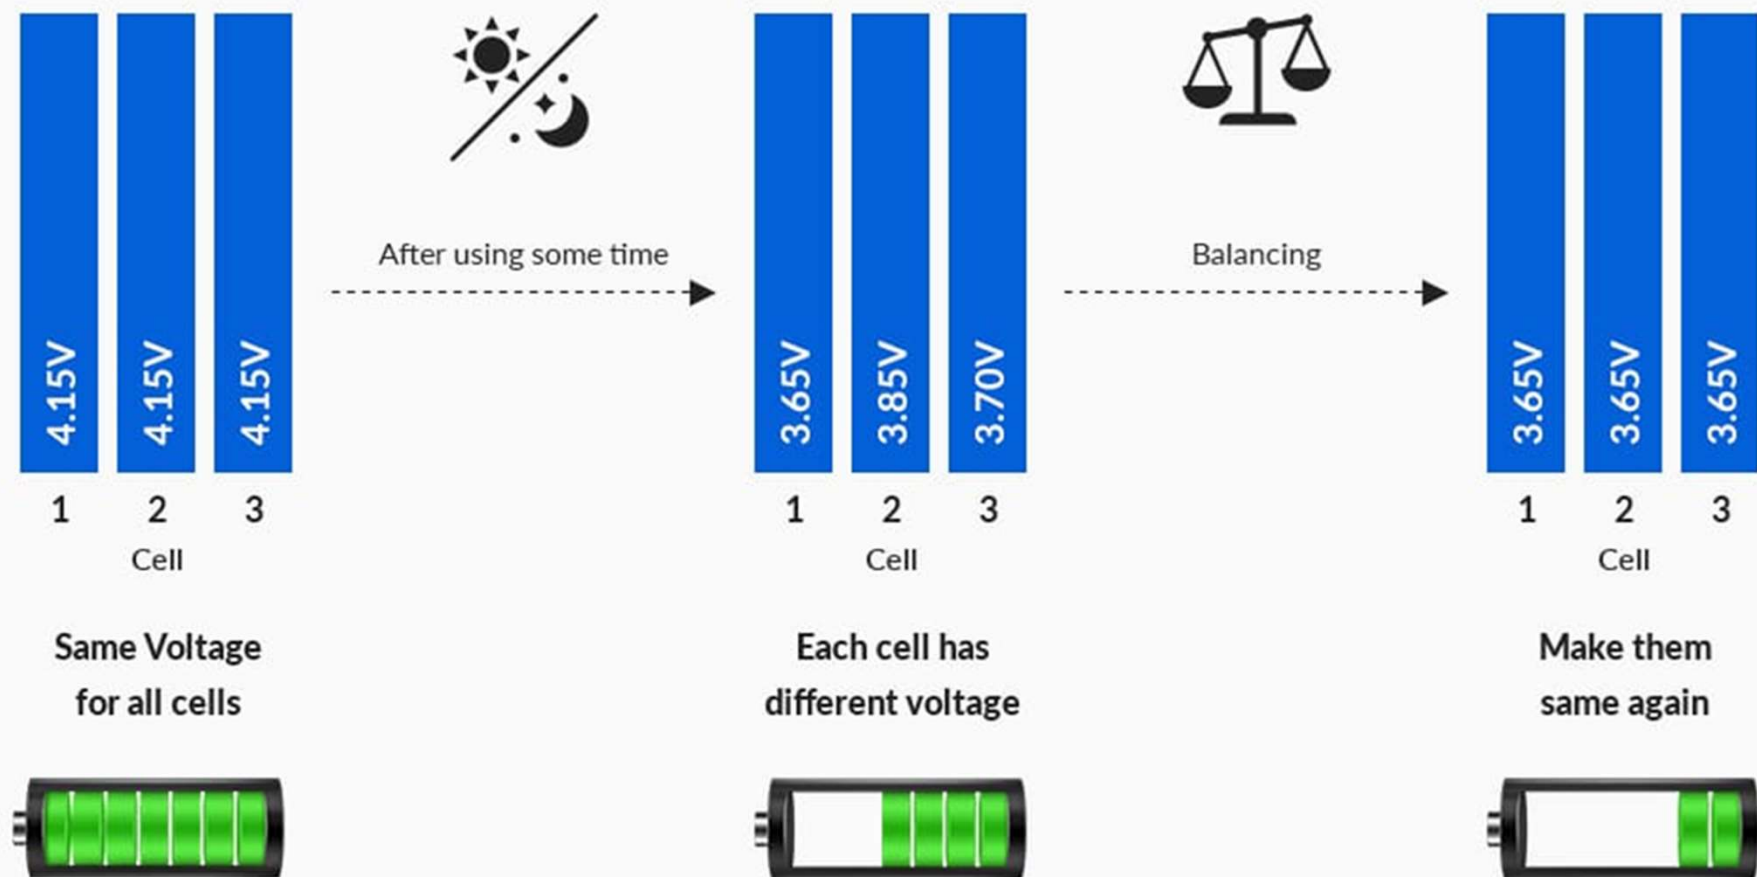 After using some time
Balancing
4.15V
4.15V
4.15V
3.65V
3.85V
3.70V
3.65V
3.65V
3.65V
1 2 3
1 2 3
1 2 3
Cell
Cell
Cell
Same Voltage
for all cells
Each cell has
different voltage
Make them
same again